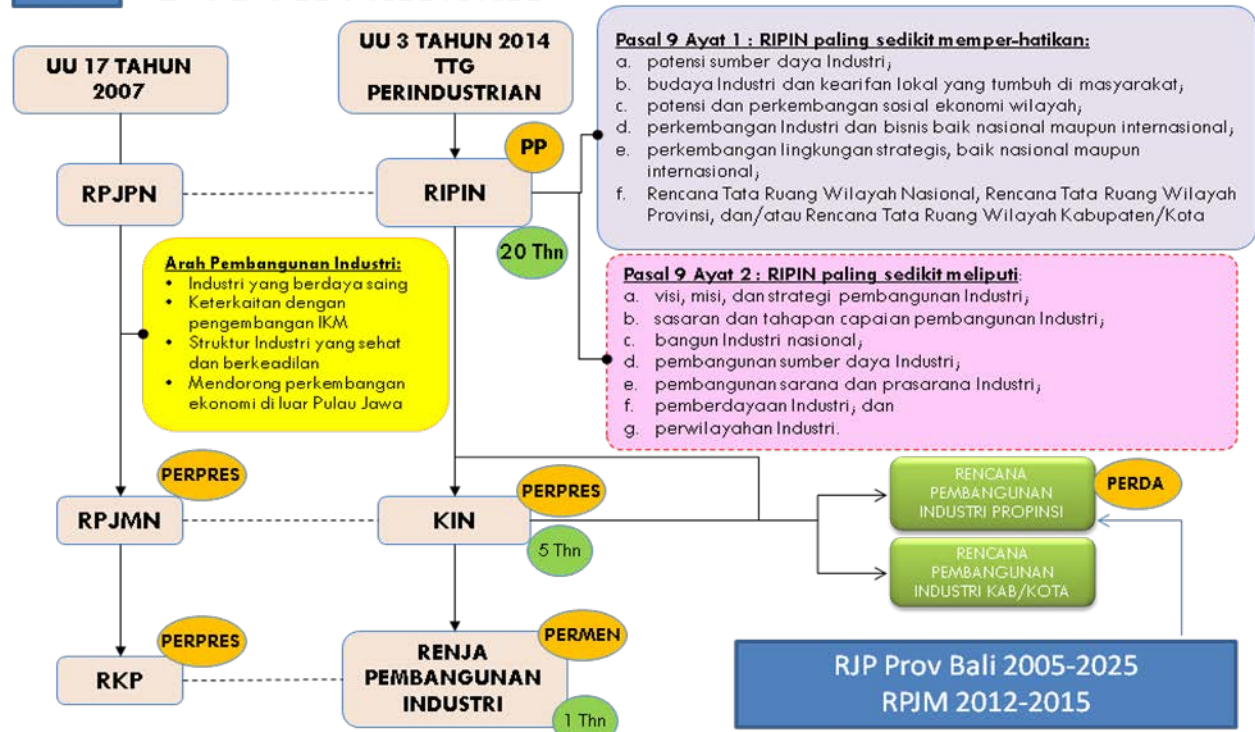 UU 17 TAHUN
2007
UU 3 TAHUN 2014
TTG
PERINDUSTRIAN
PP
RPJPN
RIPIN
20 Thn
Pasal 9 Ayat 1 : RIPIN paling sedikit memper-hatikan:
a. potensi sumber daya Industri;
b. budaya Industri dan kearifan lokal yang tumbuh di masyarakat;
c. potensi dan perkembangan sosial ekonomi wilayah;
d. perkembangan Industri dan bisnis baik nasional maupun internasional;
e. perkembangan lingkungan strategis, baik nasional maupun
internasional;
f. Rencana Tata Ruang Wilayah Nasional, Rencana Tata Ruang Wilayah
Provinsi, dan/atau Rencana Tata Ruang Wilayah Kabupaten/Kota
Arah Pembangunan Industri:
• Industri yang berdaya saing
• Keterkaitan dengan
pengembangan IKM
• Struktur Industri yang sehat
dan berkeadilan
• Mendorong perkembangan
ekonomi di luar Pulau Jawa
Pasal 9 Ayat 2 : RIPIN paling sedikit meliputi:
a. visi, misi, dan strategi pembangunan Industri;
b. sasaran dan tahapan capaian pembangunan Industri;
c. bangun Industri nasional;
d. pembangunan sumber daya Industri;
e. pembangunan sarana dan prasarana Industri;
f. pemberdayaan Industri; dan
g. perwilayahan Industri.
PERPRES
RPJMN
PERPRES
KIN
5 Thn
RENCANA
PEMBANGUNAN
INDUSTRI PROPINSI
PERDA
RENCANA
PEMBANGUNAN
INDUSTRI KAB/KOTA
PERPRES
RKP
PERMEN
RENJA
PEMBANGUNAN
INDUSTRI
1 Thn
RJP Prov Bali 2005-2025
RPJM 2012-2015